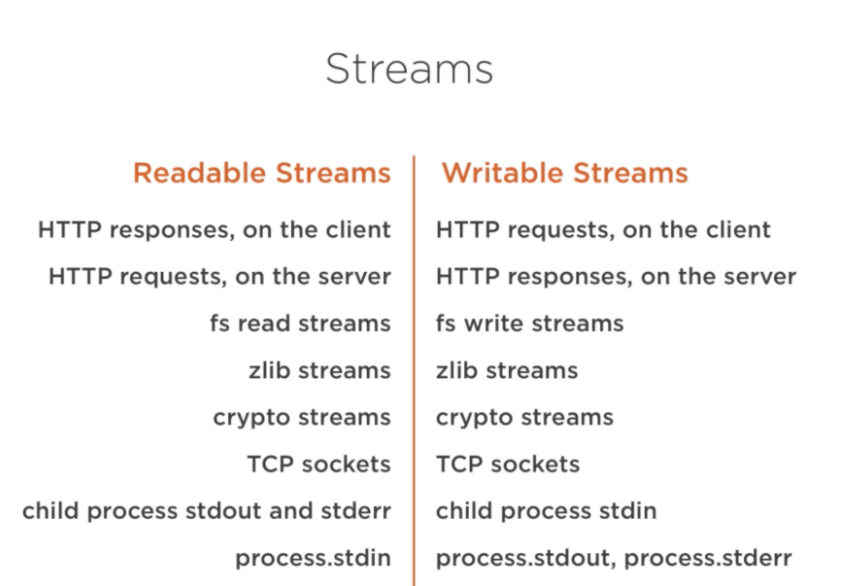 Streams
Readable Streams
HTTP responses, on the client
HTTP requests, on the server
fs read streams
zlib streams
crypto streams
TCP sockets
child process stdout and stderr
process.stdin
Writable Streams
HTTP requests, on the client
HTTP responses, on the server
fs write streams
zlib streams
crypto streams
TCP sockets
child process stdin
process.stdout, process.stderr